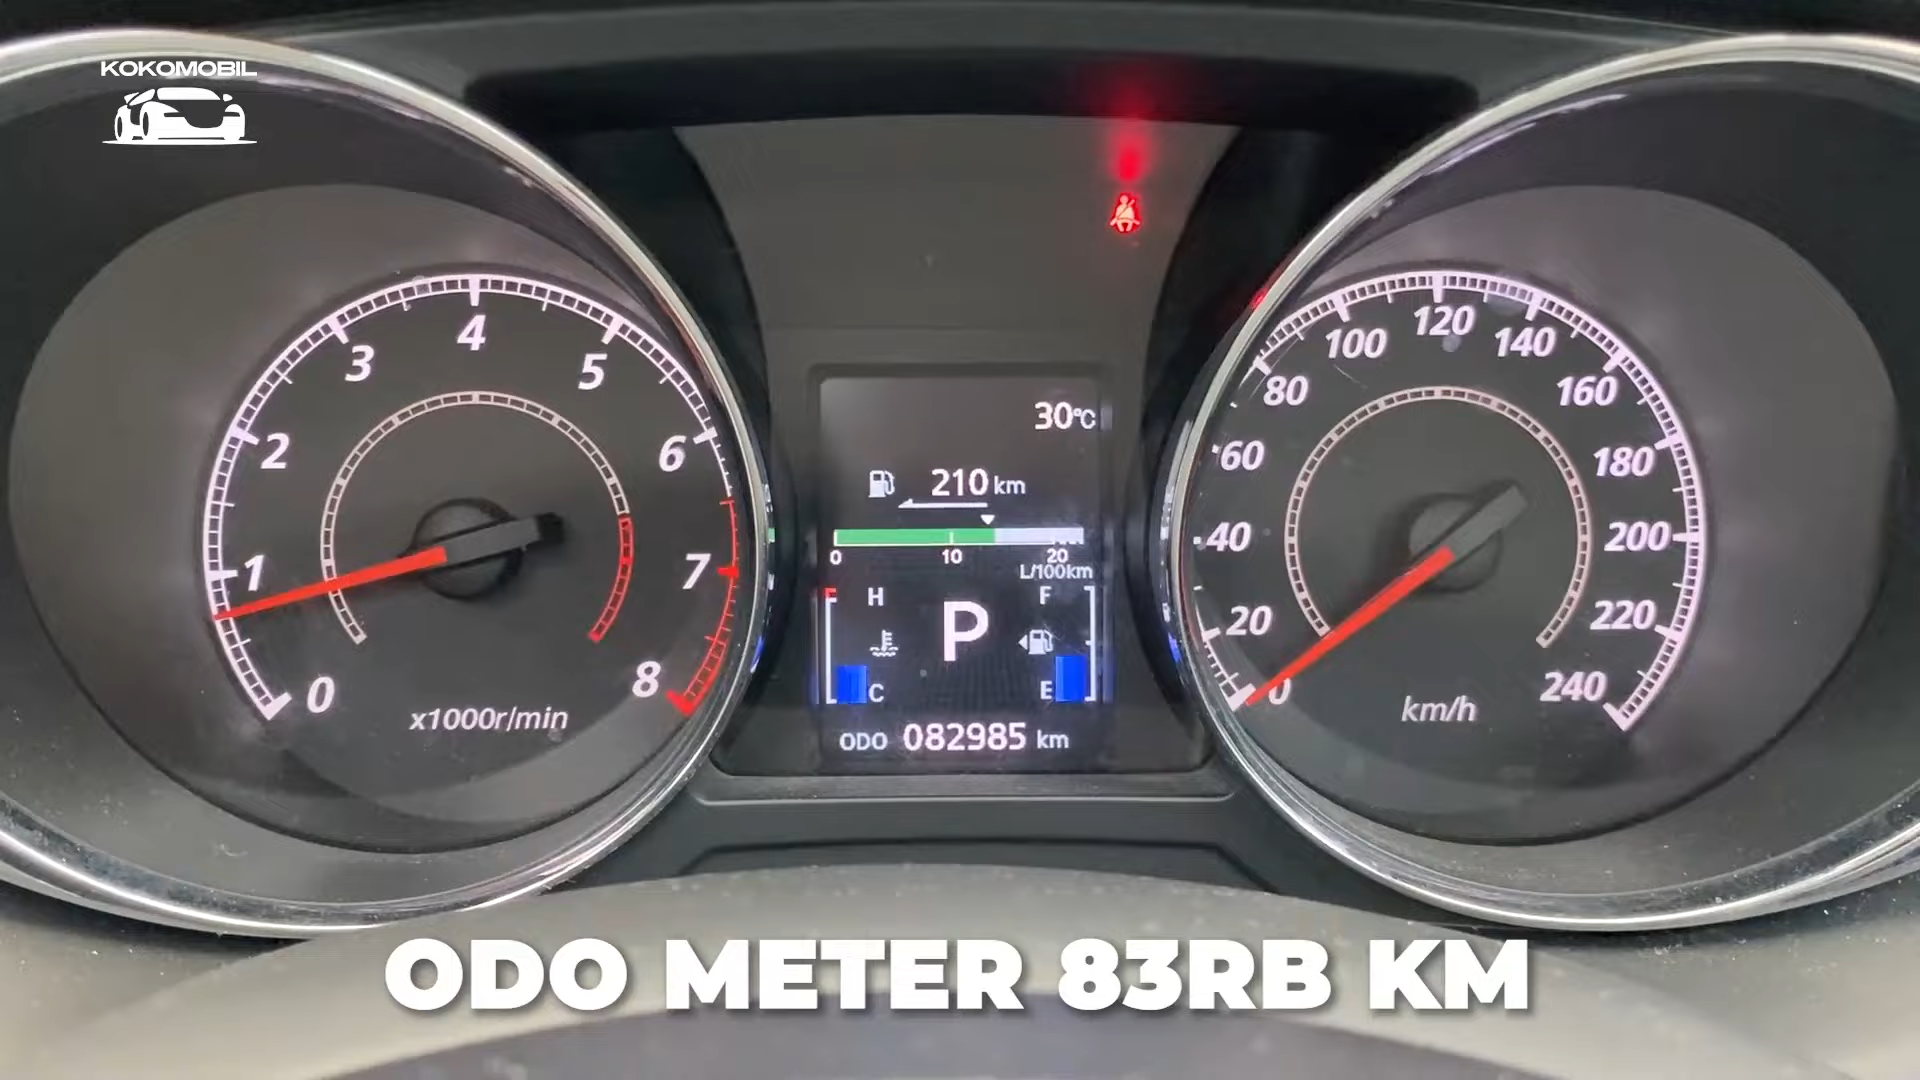 KOKOMOBIL
0 1 2 3 4 5 6 7 8
x1000r/min
30°C
210 km
0 10 20
L/100km
H F
P
C E
ODO 082985 km
0 20 40 60 80 100 120 140 160 180 200 220 240
km/h
ODO METER 83RB KM